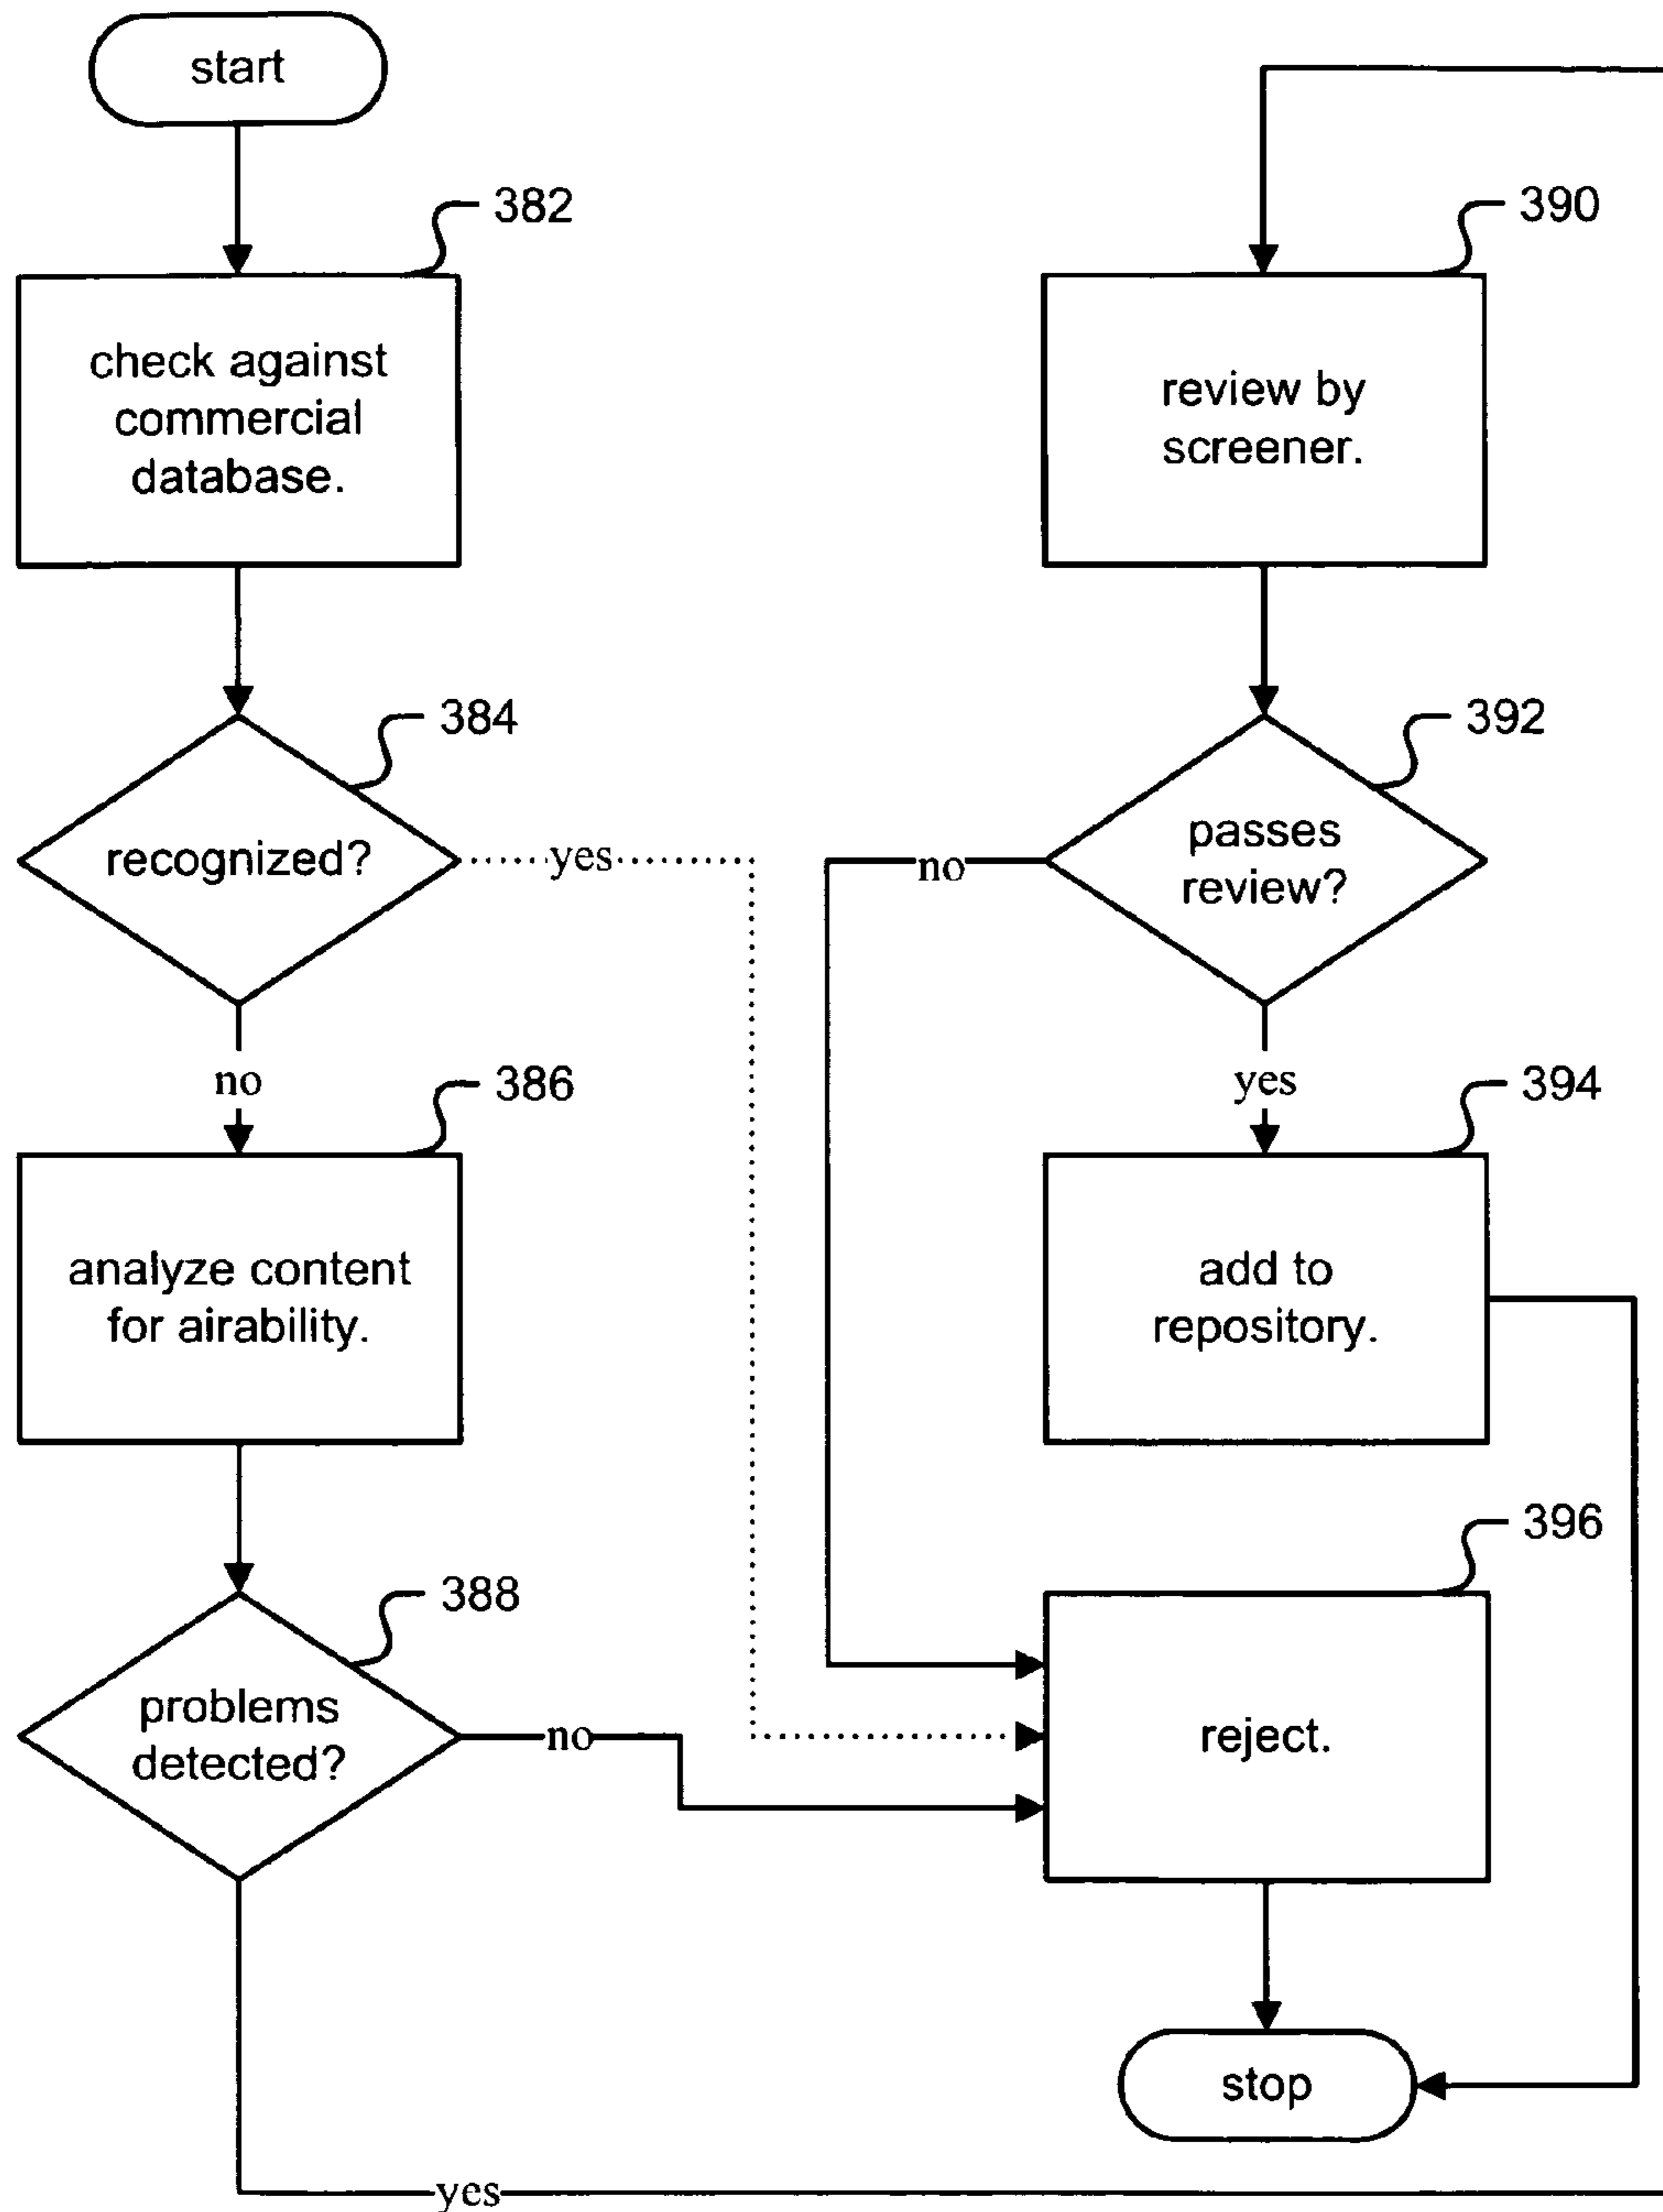 start
382
check against
commercial
database.
384
recognized?
yes
no
386
analyze content
for airability.
388
problems
detected?
no
yes
390
review by
screener.
392
passes
review?
no
yes
394
add to
repository.
396
reject.
stop